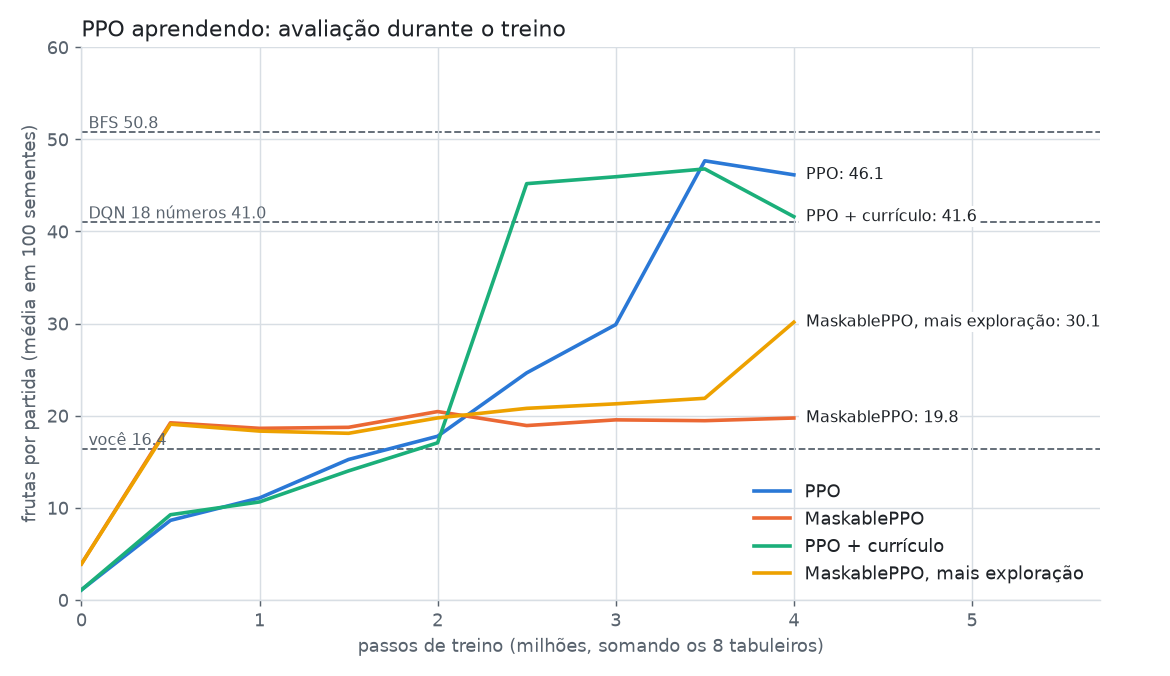 PPO aprendendo: avaliação durante o treino
frutas por partida (média em 100 sementes)
60
50
40
30
20
10
0
BFS 50.8
DQN 18 números 41.0
você 16.4
PPO: 46.1
PPO + currículo: 41.6
MaskablePPO, mais exploração: 30.1
MaskablePPO: 19.8
PPO
MaskablePPO
PPO + currículo
MaskablePPO, mais exploração
0 1 2 3 4 5
passos de treino (milhões, somando os 8 tabuleiros)